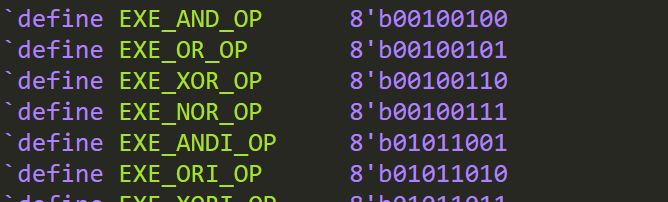 `define EXE_AND_OP      8'b00100100
`define EXE_OR_OP       8'b00100101
`define EXE_XOR_OP      8'b00100110
`define EXE_NOR_OP      8'b00100111
`define EXE_ANDI_OP     8'b01011001
`define EXE_ORI_OP      8'b01011010
`define EXE_XORI_OP     8'b01011011